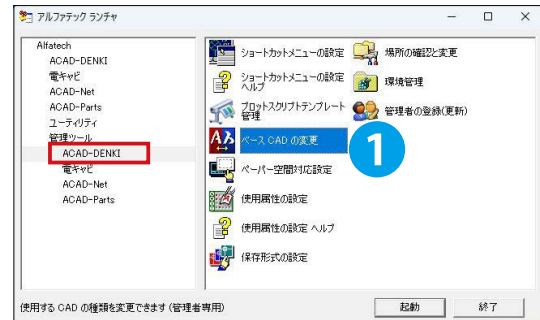 アルファテック ランチャ
Alfatech
ACAD-DENKI
電キャビ
ACAD-Net
ACAD-Parts
ユーティリティ
管理ツール
ACAD-DENKI
電キャビ
ACAD-Net
ACAD-Parts
ショートカットメニューの設定
ショートカットメニューの設定
ヘルプ
プロットスクリプトテンプレート
管理
ベース CAD の変更
ペーパー空間対応設定
使用属性の設定
使用属性の設定 ヘルプ
保存形式の設定
場所の確認と変更
環境管理
管理者の登録(更新)
1
使用する CAD の種類を変更できます (管理者専用)
起動
終了